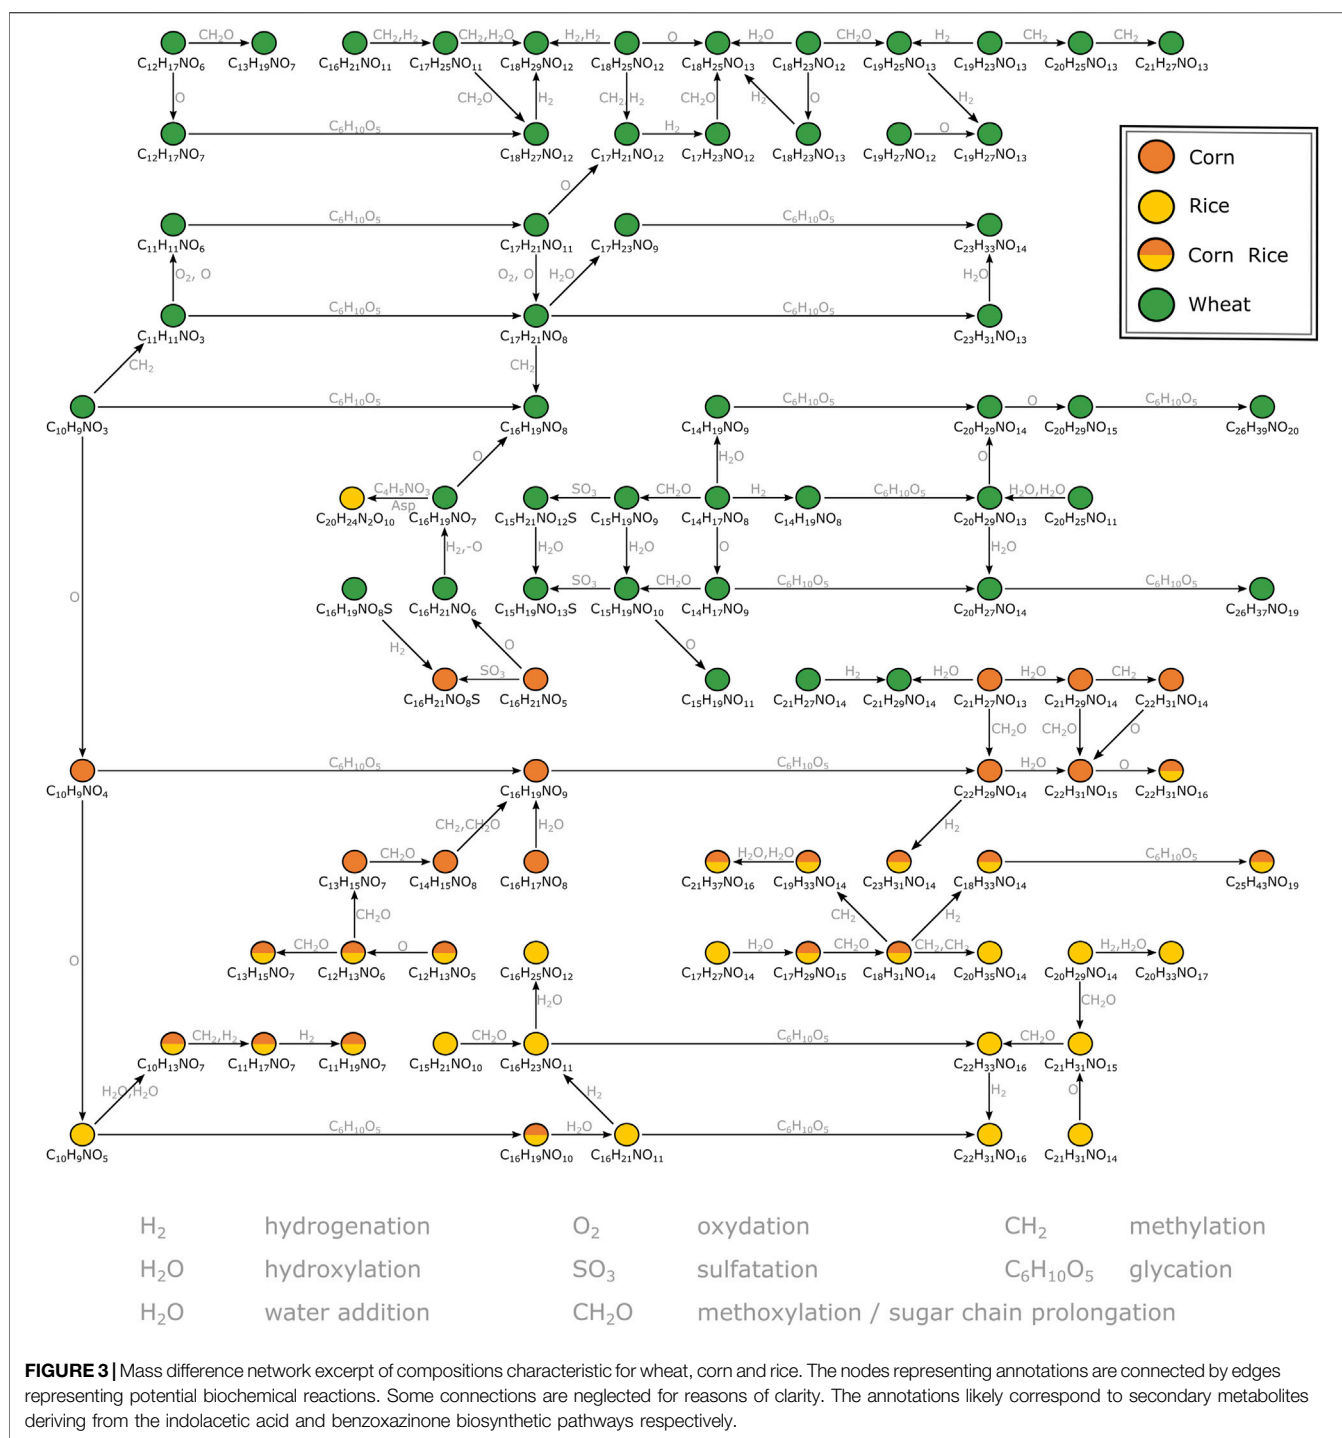 CH₂O CH₂,H₂ CH₂,H₂O H₂,H₂ O H₂O CH₂O H₂ CH₂ CH₂
C₁₂H₁₇NO₆ C₁₃H₁₉NO₇ C₁₆H₂₁NO₁₁ C₁₇H₂₅NO₁₁ C₁₈H₂₉NO₁₂ C₁₈H₂₅NO₁₂ C₁₈H₂₅NO₁₃ C₁₈H₂₃NO₁₂ C₁₉H₂₅NO₁₃ C₁₉H₂₃NO₁₃ C₂₀H₂₅NO₁₃ C₂₁H₂₇NO₁₃
O CH₂O H₂ CH₂,H₂ CH₂O H₂ O H₂
C₆H₁₀O₅ H₂ O
C₁₂H₁₇NO₇ C₁₈H₂₇NO₁₂ C₁₇H₂₁NO₁₂ C₁₇H₂₃NO₁₂ C₁₈H₂₃NO₁₃ C₁₉H₂₇NO₁₂ C₁₉H₂₇NO₁₃
Corn
Rice
Corn Rice
Wheat
O
C₆H₁₀O₅ C₆H₁₀O₅
C₁₁H₁₁NO₆ C₁₇H₂₁NO₁₁ C₁₇H₂₃NO₉ C₂₃H₃₃NO₁₄
O₂, O O₂, O H₂O H₂O
C₆H₁₀O₅ C₆H₁₀O₅
C₁₁H₁₁NO₃ C₁₇H₂₁NO₈ C₂₃H₃₁NO₁₃
CH₂ CH₂
C₆H₁₀O₅ C₆H₁₀O₅ O C₆H₁₀O₅
C₁₀H₉NO₃ C₁₆H₁₉NO₈ C₁₄H₁₉NO₉ C₂₀H₂₉NO₁₄ C₂₀H₂₉NO₁₅ C₂₆H₃₉NO₂₀
O H₂O O
C₄H₅NO₃ SO₃ CH₂O H₂ C₆H₁₀O₅ H₂O,H₂O
Asp
C₂₀H₂₄N₂O₁₀ C₁₆H₁₉NO₇ C₁₅H₂₁NO₁₂S C₁₅H₁₉NO₉ C₁₄H₁₇NO₈ C₁₄H₁₉NO₈ C₂₀H₂₉NO₁₃ C₂₀H₂₅NO₁₁
H₂,-O H₂O H₂O O H₂O
O SO₃ CH₂O C₆H₁₀O₅ C₆H₁₀O₅
C₁₆H₁₉NO₈S C₁₆H₂₁NO₆ C₁₅H₁₉NO₁₃S C₁₅H₁₉NO₁₀ C₁₄H₁₇NO₉ C₂₀H₂₇NO₁₄ C₂₆H₃₇NO₁₉
H₂ O O
SO₃ H₂ H₂O H₂O CH₂
C₁₆H₂₁NO₈S C₁₆H₂₁NO₅ C₁₅H₁₉NO₁₁ C₂₁H₂₇NO₁₄ C₂₁H₂₉NO₁₄ C₂₁H₂₇NO₁₃ C₂₁H₂₉NO₁₄ C₂₂H₃₁NO₁₄
CH₂O CH₂O O
C₆H₁₀O₅ C₆H₁₀O₅ H₂O O
C₁₀H₉NO₄ C₁₆H₁₉NO₉ C₂₂H₂₉NO₁₄ C₂₂H₃₁NO₁₅ C₂₂H₃₁NO₁₆
CH₂,CH₂O H₂O H₂
CH₂O H₂O,H₂O C₆H₁₀O₅
C₁₃H₁₅NO₇ C₁₄H₁₅NO₈ C₁₆H₁₇NO₈ C₂₁H₃₇NO₁₆ C₁₉H₃₃NO₁₄ C₂₃H₃₁NO₁₄ C₁₈H₃₃NO₁₄ C₂₅H₄₃NO₁₉
CH₂O CH₂ H₂
O CH₂O O H₂O CH₂O CH₂,CH₂ H₂,H₂O
C₁₃H₁₅NO₇ C₁₂H₁₃NO₆ C₁₂H₁₃NO₅ C₁₆H₂₅NO₁₂ C₁₇H₂₇NO₁₄ C₁₇H₂₉NO₁₅ C₁₈H₃₁NO₁₄ C₂₀H₃₅NO₁₄ C₂₀H₂₉NO₁₄ C₂₀H₃₃NO₁₇
H₂O CH₂O
CH₂,H₂ H₂ CH₂O C₆H₁₀O₅ CH₂O
C₁₀H₁₃NO₇ C₁₁H₁₇NO₇ C₁₁H₁₉NO₇ C₁₅H₂₁NO₁₀ C₁₆H₂₃NO₁₁ C₂₂H₃₃NO₁₆ C₂₁H₃₁NO₁₅
H₂O,H₂O H₂ H₂ O
C₆H₁₀O₅ H₂O C₆H₁₀O₅
C₁₀H₉NO₅ C₁₆H₁₉NO₁₀ C₁₆H₂₁NO₁₁ C₂₂H₃₁NO₁₆ C₂₁H₃₁NO₁₄
H₂ hydrogenation O₂ oxydation CH₂ methylation
H₂O hydroxylation SO₃ sulfatation C₆H₁₀O₅ glycation
H₂O water addition CH₂O methoxylation / sugar chain prolongation
FIGURE 3 | Mass difference network excerpt of compositions characteristic for wheat, corn and rice. The nodes representing annotations are connected by edges
representing potential biochemical reactions. Some connections are neglected for reasons of clarity. The annotations likely correspond to secondary metabolites
deriving from the indolacetic acid and benzoxazinone biosynthetic pathways respectively.